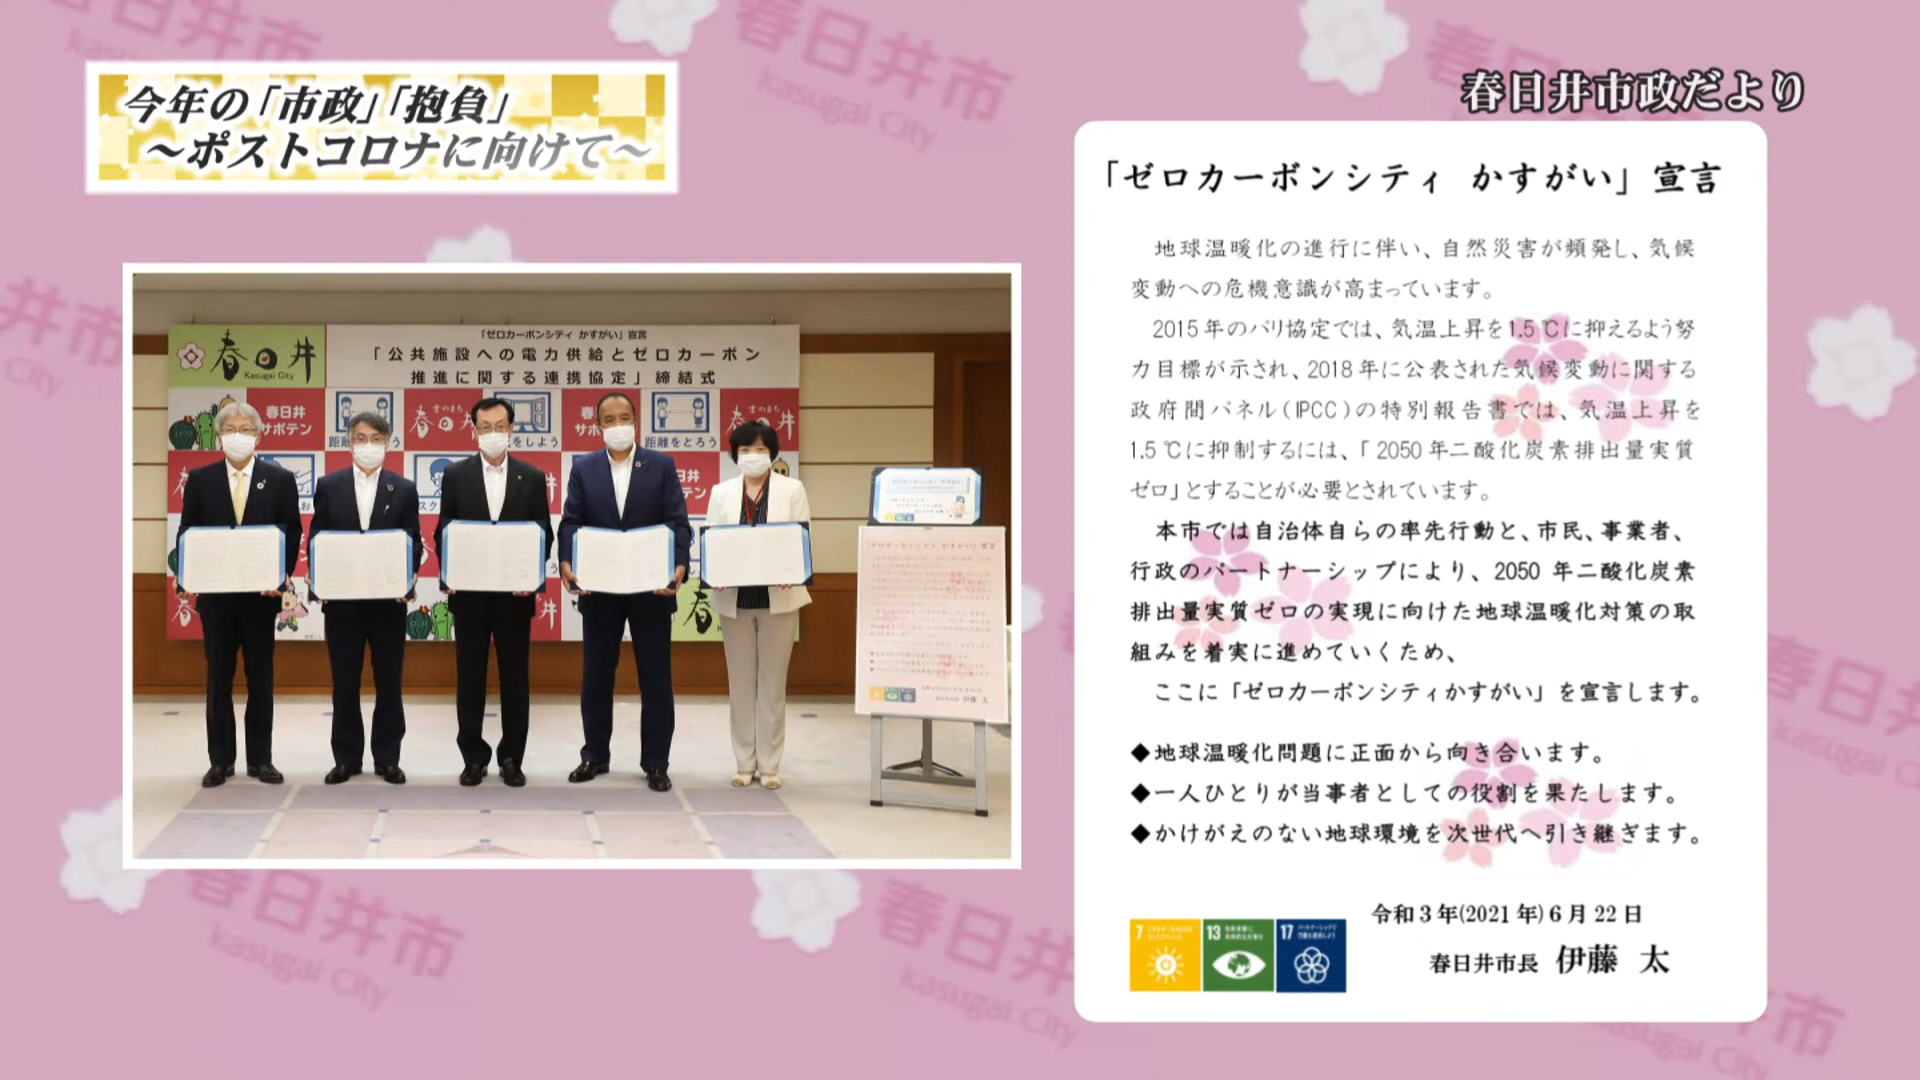 今年の「市政」「抱負」
～ポストコロナに向けて～
春日井市政だより
「ゼロカーボンシティ かすがい」宣言
地球温暖化の進行に伴い、自然災害が頻発し、気候
変動への危機意識が高まっています。
2015年のパリ協定では、気温上昇を1.5℃に抑えるよう努
力目標が示され、2018年に公表された気候変動に関する
政府間パネル(IPCC)の特別報告書では、気温上昇を
1.5℃に抑制するには、「2050年二酸化炭素排出量実質
ゼロ」とすることが必要とされています。
本市では自治体自らの率先行動と、市民、事業者、
行政のパートナーシップにより、2050 年二酸化炭素
排出量実質ゼロの実現に向けた地球温暖化対策の取
組みを着実に進めていくため、
ここに「ゼロカーボンシティかすがい」を宣言します。
◆地球温暖化問題に正面から向き合います。
◆一人ひとりが当事者としての役割を果たします。
◆かけがえのない地球環境を次世代へ引き継ぎます。
令和3年(2021年)6月22日
春日井市長 伊藤 太
7
13
17
春日井
Kasugai City
「ゼロカーボンシティ かすがい」宣言
「公共施設への電力供給とゼロカーボン
推進に関する連携協定」締結式
春日井
サボテン
距離をとろう
春日井市
kasugai City